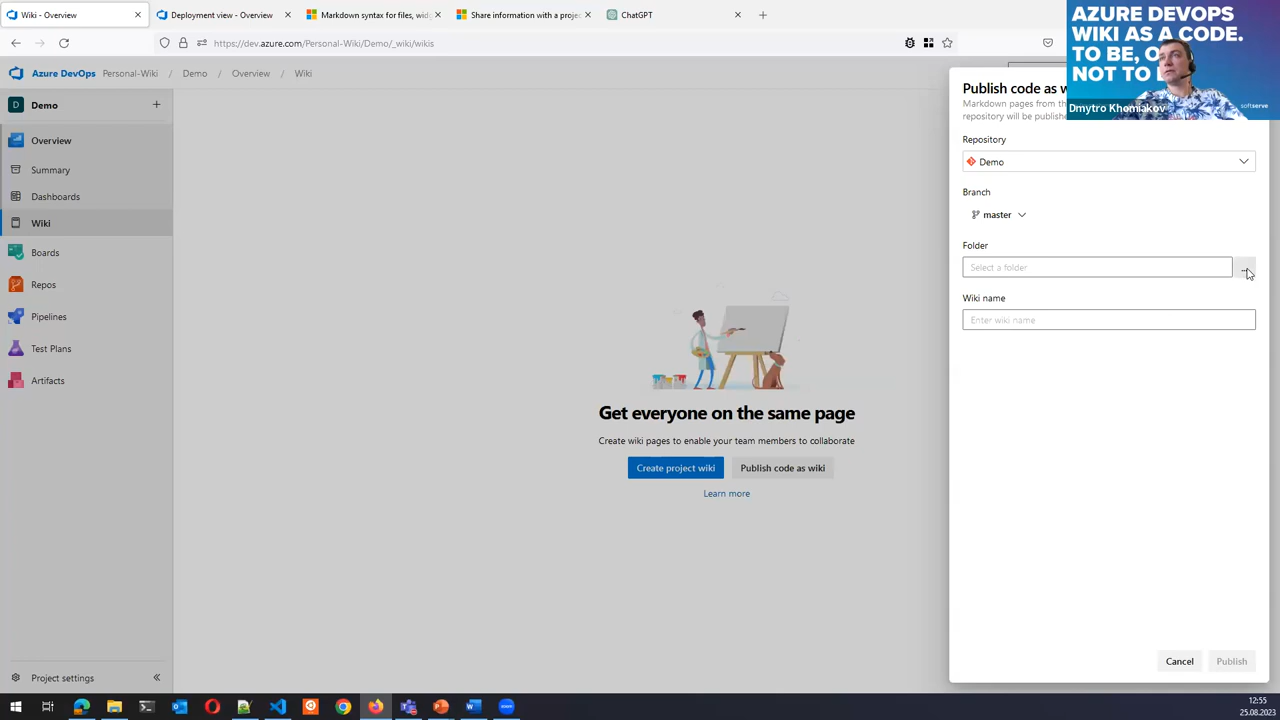 Wiki - Overview
Deployment view - Overview
Markdown syntax for files, wid
Share information with a proje
ChatGPT
https://dev.azure.com/Personal-Wiki/Demo/_wiki/wikis
Azure DevOps
Personal-Wiki
/
Demo
/
Overview
/
Wiki
D
Demo
Overview
Summary
Dashboards
Wiki
Boards
Repos
Pipelines
Test Plans
Artifacts
Project settings
Get everyone on the same page
Create wiki pages to enable your team members to collaborate
Create project wiki
Publish code as wiki
Learn more
AZURE DEVOPS
WIKI AS A CODE.
TO BE, O
NOT TO
Dmytro Khomiakov
softserve
Publish code as w
Markdown pages from th
repository will be publishe
Repository
Demo
Branch
master
Folder
Select a folder
Wiki name
Enter wiki name
Cancel
Publish
12:55
25.08.2023